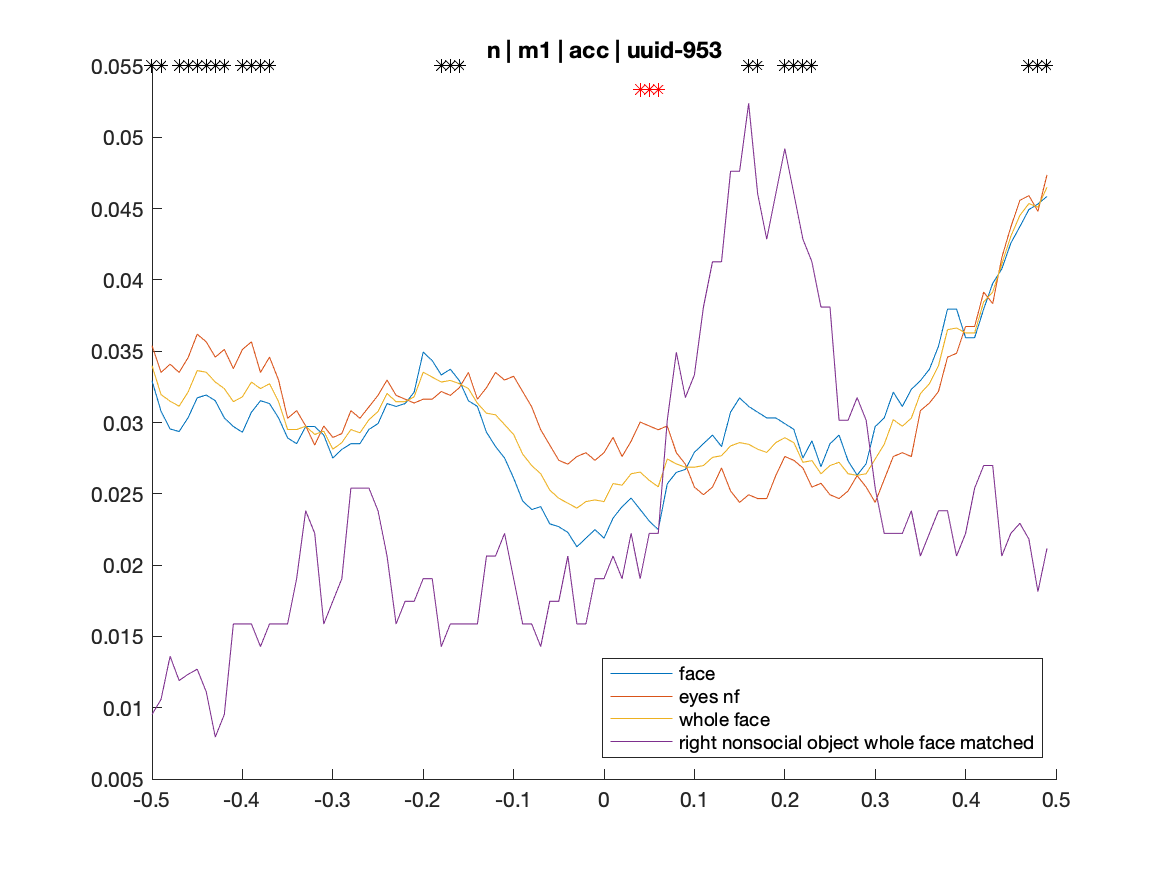 n | m1 | acc | uuid-953
0.055
0.05
0.045
0.04
0.035
0.03
0.025
0.02
0.015
0.01
0.005
face
eyes nf
whole face
right nonsocial object whole face matched
-0.5 -0.4 -0.3 -0.2 -0.1 0 0.1 0.2 0.3 0.4 0.5